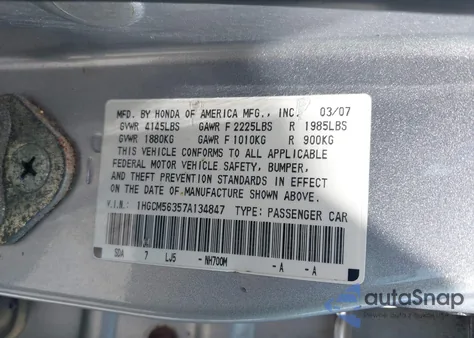 MFD. BY HONDA OF AMERICA MFG., INC. 03/07
GVWR 4145LBS GAWR F 2225LBS R 1985LBS
GVWR 1880KG GAWR F 1010KG R 900KG
THIS VEHICLE CONFORMS TO ALL APPLICABLE
FEDERAL MOTOR VEHICLE SAFETY, BUMPER,
AND THEFT PREVENTION STANDARDS IN EFFECT
ON THE DATE OF MANUFACTURE SHOWN ABOVE.
V.I.N: 1HGCM56357A134847 TYPE: PASSENGER CAR
SDA 7 LJ5 - NH700M -A -A
autoSnap
by CarsFromWest